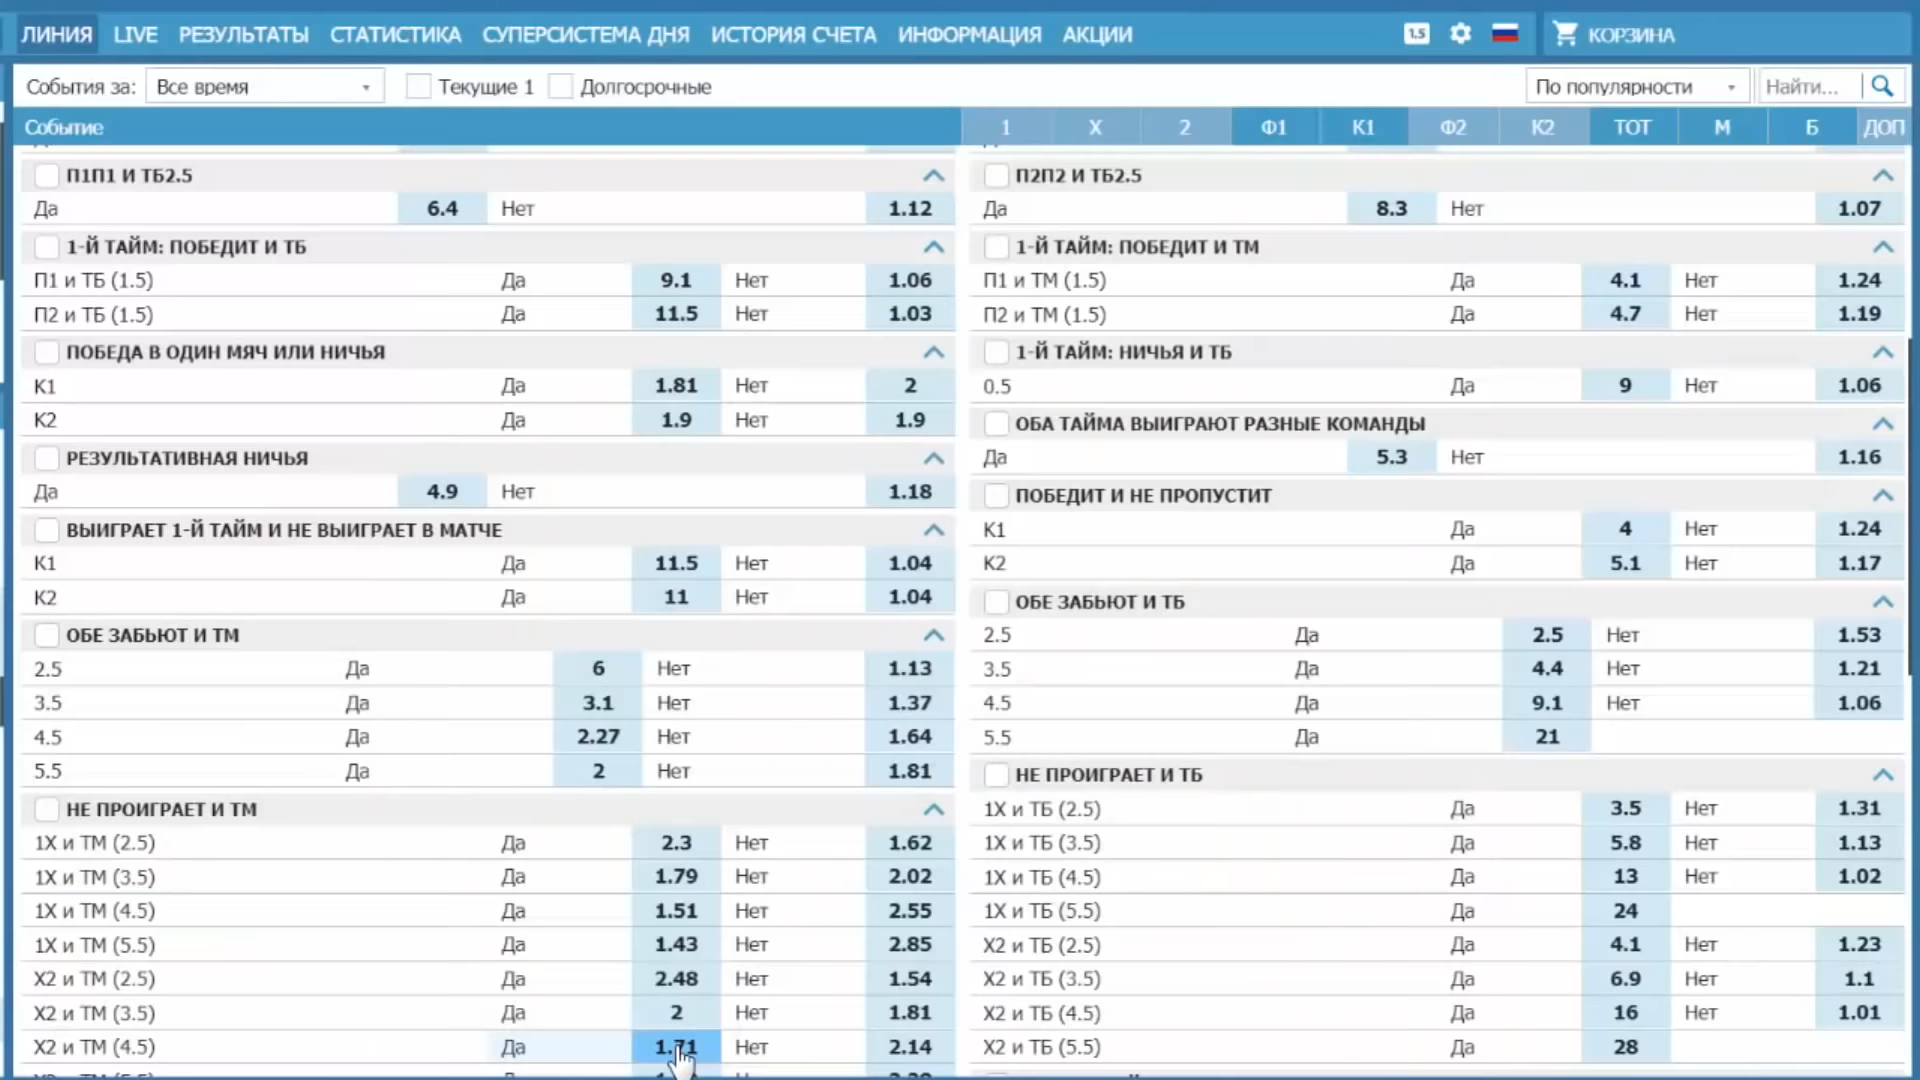 ЛИНИЯ LIVE РЕЗУЛЬТАТЫ СТАТИСТИКА СУПЕРСИСТЕМА ДНЯ ИСТОРИЯ СЧЕТА ИНФОРМАЦИЯ АКЦИИ 1.5 КОРЗИНА
События за: Все время Текущие 1 Долгосрочные По популярности Найти...
Событие 1 X 2 Ф1 К1 Ф2 К2 ТОТ М Б ДОП
П1П1 И ТБ2.5
Да 6.4 Нет 1.12
1-Й ТАЙМ: ПОБЕДИТ И ТБ
П1 и ТБ (1.5) Да 9.1 Нет 1.06
П2 и ТБ (1.5) Да 11.5 Нет 1.03
ПОБЕДА В ОДИН МЯЧ ИЛИ НИЧЬЯ
К1 Да 1.81 Нет 2
К2 Да 1.9 Нет 1.9
РЕЗУЛЬТАТИВНАЯ НИЧЬЯ
Да 4.9 Нет 1.18
ВЫИГРАЕТ 1-Й ТАЙМ И НЕ ВЫИГРАЕТ В МАТЧЕ
К1 Да 11.5 Нет 1.04
К2 Да 11 Нет 1.04
ОБЕ ЗАБЬЮТ И ТМ
2.5 Да 6 Нет 1.13
3.5 Да 3.1 Нет 1.37
4.5 Да 2.27 Нет 1.64
5.5 Да 2 Нет 1.81
НЕ ПРОИГРАЕТ И ТМ
1X и ТМ (2.5) Да 2.3 Нет 1.62
1X и ТМ (3.5) Да 1.79 Нет 2.02
1X и ТМ (4.5) Да 1.51 Нет 2.55
1X и ТМ (5.5) Да 1.43 Нет 2.85
X2 и ТМ (2.5) Да 2.48 Нет 1.54
X2 и ТМ (3.5) Да 2 Нет 1.81
X2 и ТМ (4.5) Да 1.71 Нет 2.14
П2П2 И ТБ2.5
Да 8.3 Нет 1.07
1-Й ТАЙМ: ПОБЕДИТ И ТМ
П1 и ТМ (1.5) Да 4.1 Нет 1.24
П2 и ТМ (1.5) Да 4.7 Нет 1.19
1-Й ТАЙМ: НИЧЬЯ И ТБ
0.5 Да 9 Нет 1.06
ОБА ТАЙМА ВЫИГРАЮТ РАЗНЫЕ КОМАНДЫ
Да 5.3 Нет 1.16
ПОБЕДИТ И НЕ ПРОПУСТИТ
К1 Да 4 Нет 1.24
К2 Да 5.1 Нет 1.17
ОБЕ ЗАБЬЮТ И ТБ
2.5 Да 2.5 Нет 1.53
3.5 Да 4.4 Нет 1.21
4.5 Да 9.1 Нет 1.06
5.5 Да 21
НЕ ПРОИГРАЕТ И ТБ
1X и ТБ (2.5) Да 3.5 Нет 1.31
1X и ТБ (3.5) Да 5.8 Нет 1.13
1X и ТБ (4.5) Да 13 Нет 1.02
1X и ТБ (5.5) Да 24
X2 и ТБ (2.5) Да 4.1 Нет 1.23
X2 и ТБ (3.5) Да 6.9 Нет 1.1
X2 и ТБ (4.5) Да 16 Нет 1.01
X2 и ТБ (5.5) Да 28